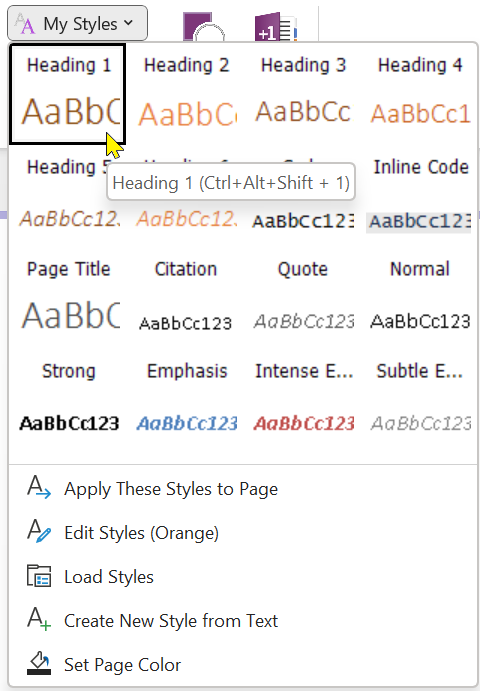 My Styles
+1
Heading 1 Heading 2 Heading 3 Heading 4
AaBbC AaBbC AaBbCc AaBbCc1
Heading 5 Inline Code
Heading 1 (Ctrl+Alt+Shift + 1)
AaBbCc12 AaBbCc12 AaBbCc123 AaBbCc123
Page Title Citation Quote Normal
AaBbC AaBbCc123 AaBbCc123 AaBbCc123
Strong Emphasis Intense E... Subtle E...
AaBbCc123 AaBbCc123 AaBbCc123 AaBbCc123
Apply These Styles to Page
Edit Styles (Orange)
Load Styles
Create New Style from Text
Set Page Color